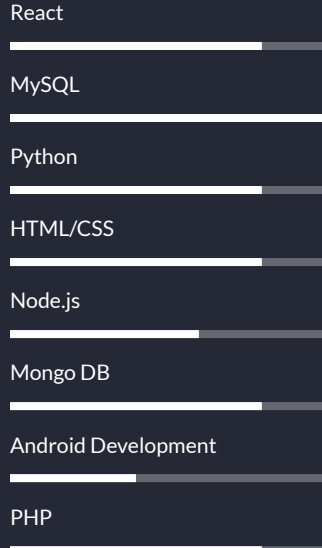 React
MySQL
Python
HTML/CSS
Node.js
Mongo DB
Android Development
PHP